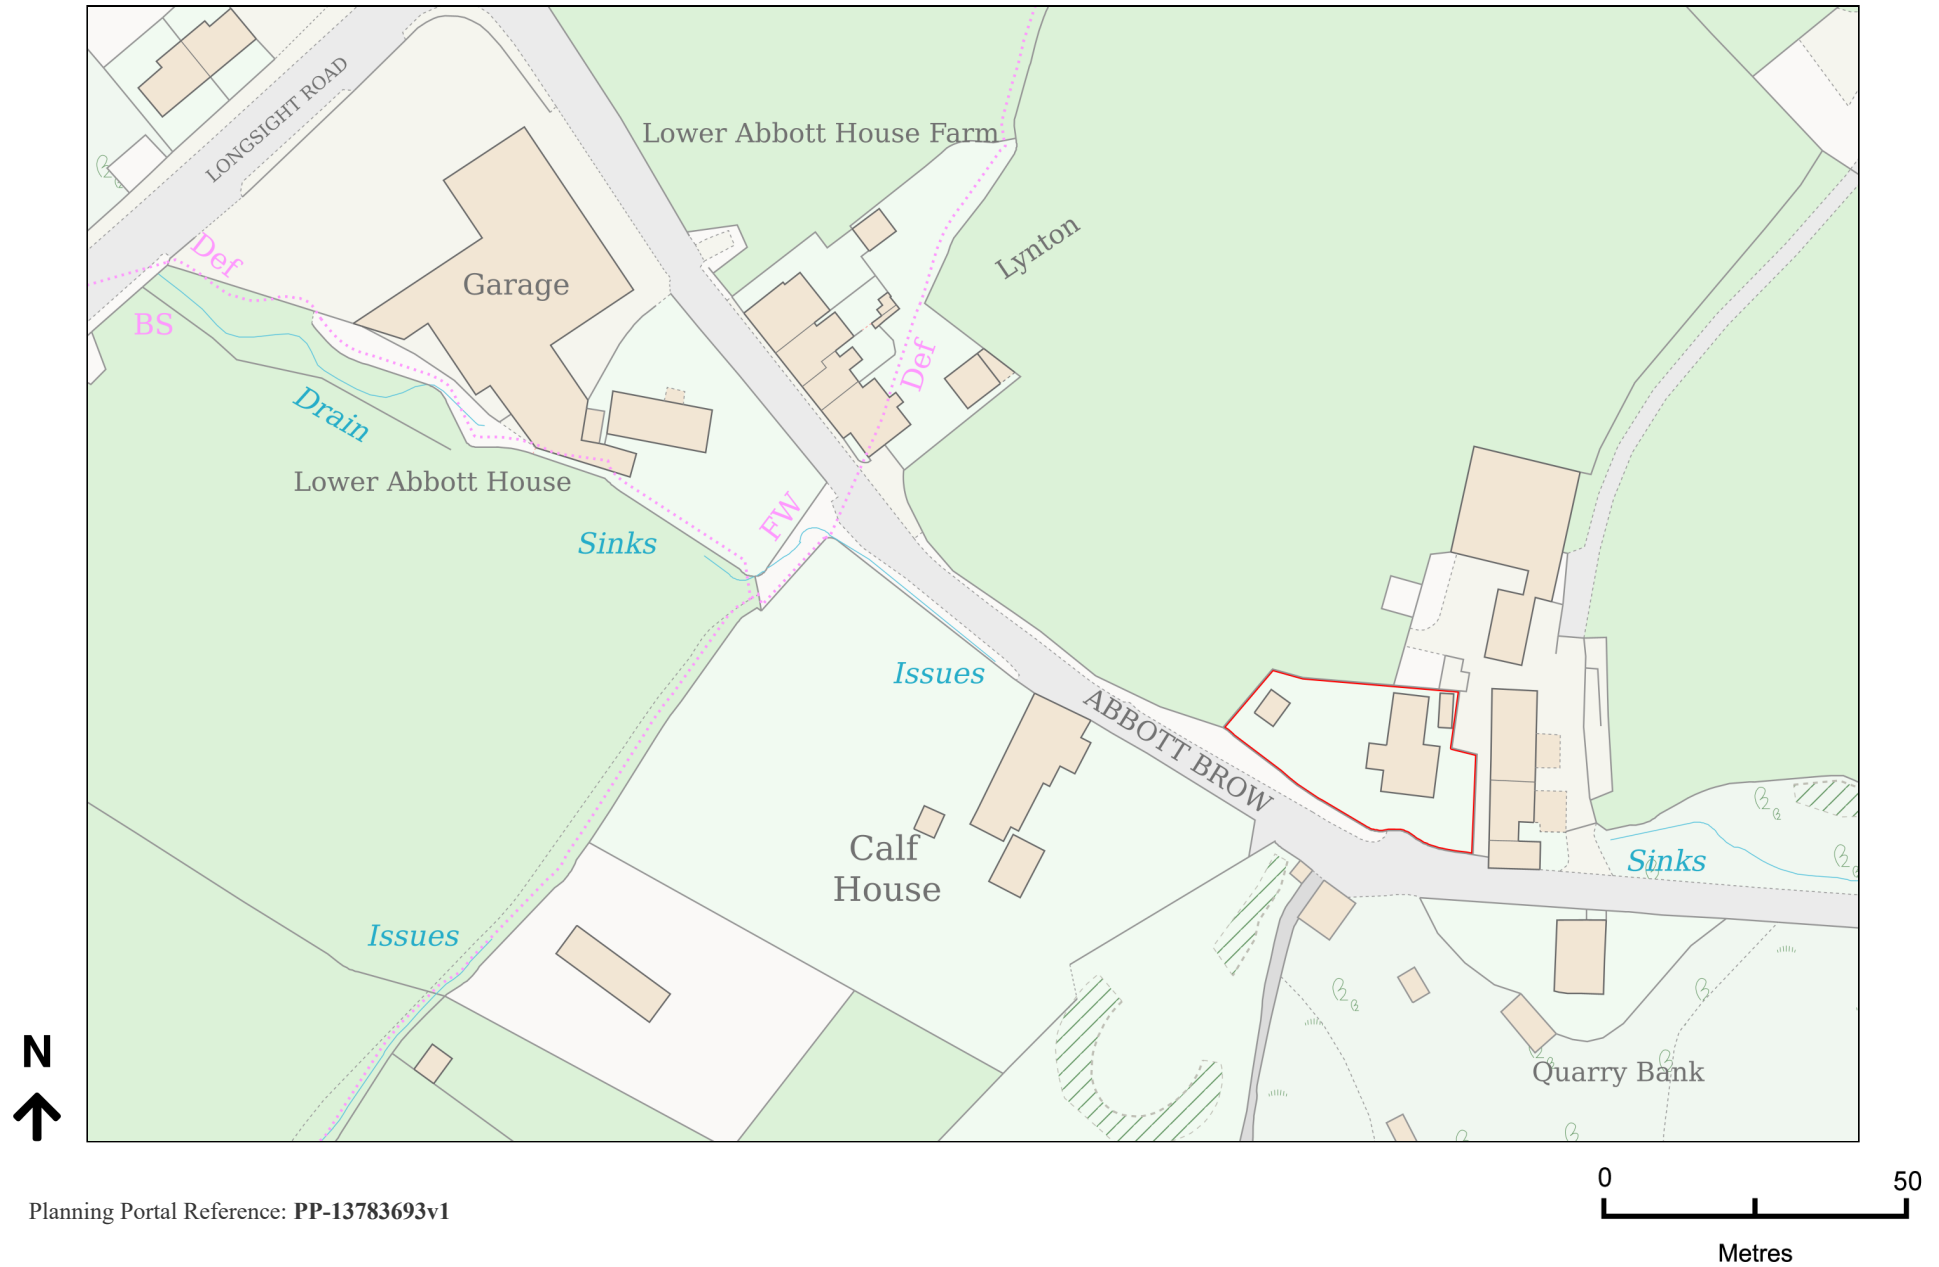 LONGSIGHT ROAD
Lower Abbott House Farm
Lynton
Def
Garage
BS
Def
Drain
Lower Abbott House
FW
Sinks
Issues
ABBOTT BROW
Calf
House
Sinks
Issues
Quarry Bank
N
0 50
Metres
Planning Portal Reference: PP-13783693v1